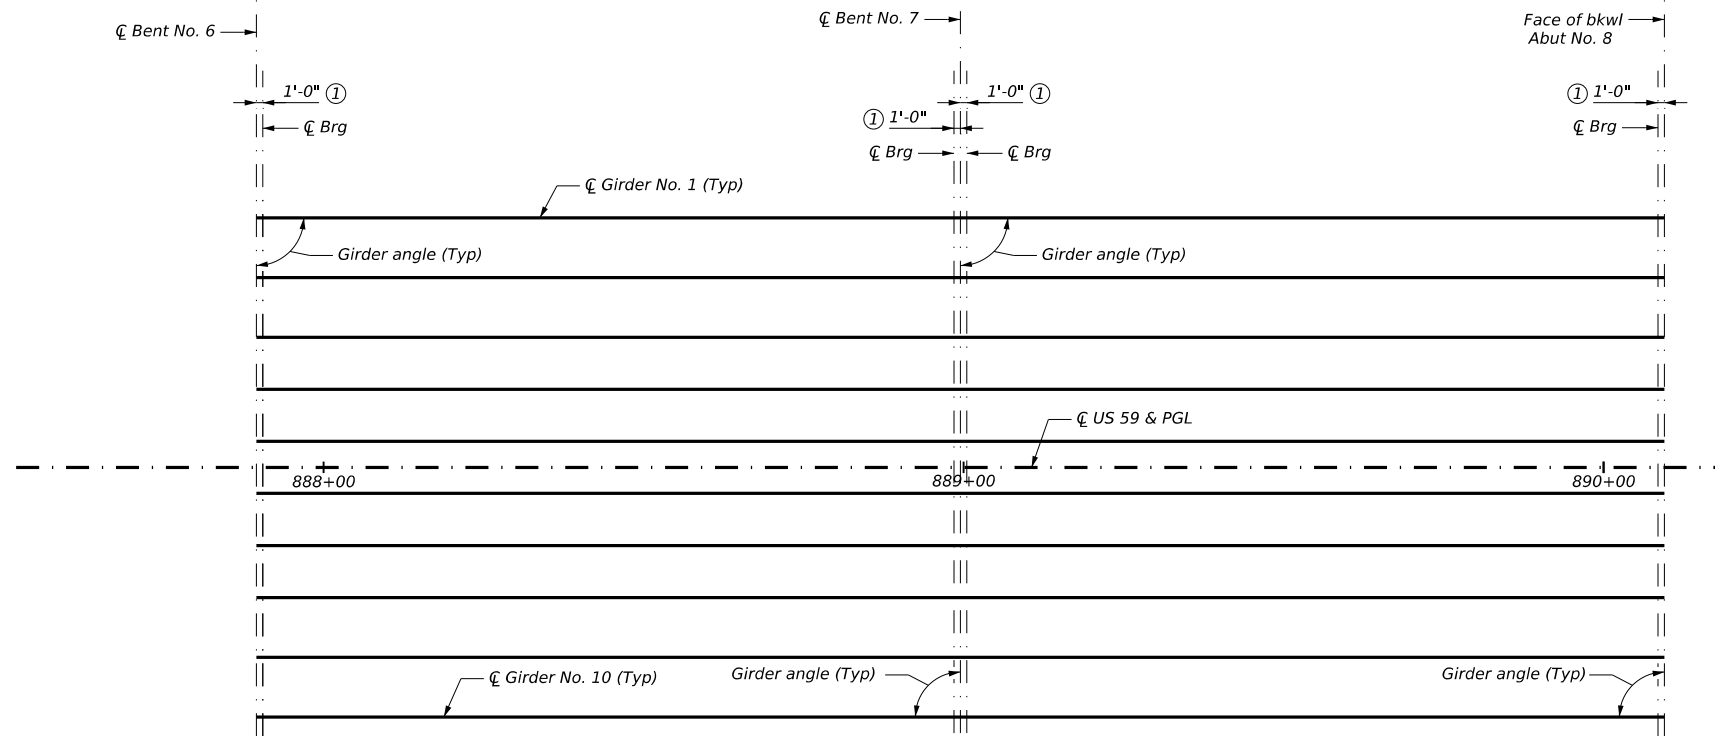 ℄ Bent No. 6
℄ Bent No. 7
Face of bkwl
Abut No. 8
1'-0" ①
1'-0" ①
① 1'-0"
① 1'-0"
℄ Brg
℄ Brg
℄ Brg
℄ Brg
℄ Girder No. 1 (Typ)
Girder angle (Typ)
Girder angle (Typ)
℄ US 59 & PGL
888+00
889+00
890+00
℄ Girder No. 10 (Typ)
Girder angle (Typ)
Girder angle (Typ)